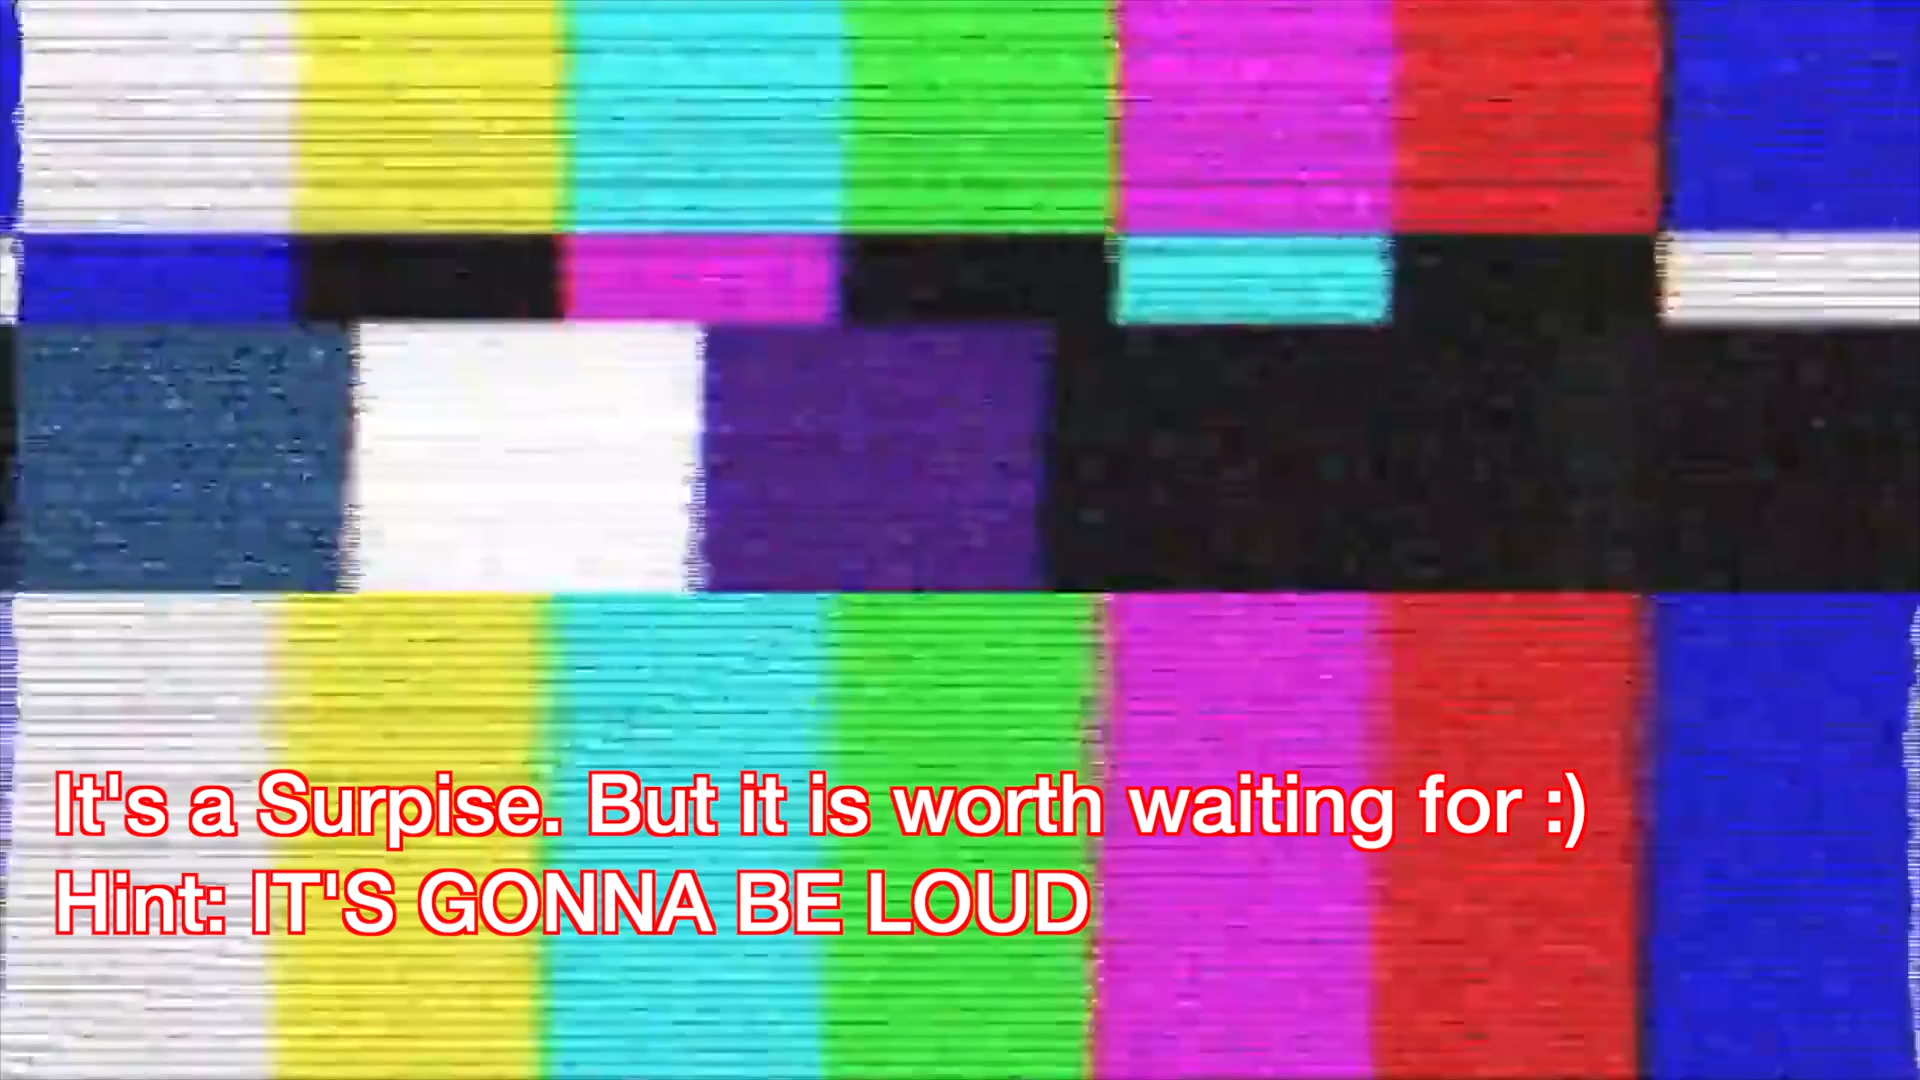 It's a Surpise. But it is worth waiting for :)
Hint: IT'S GONNA BE LOUD